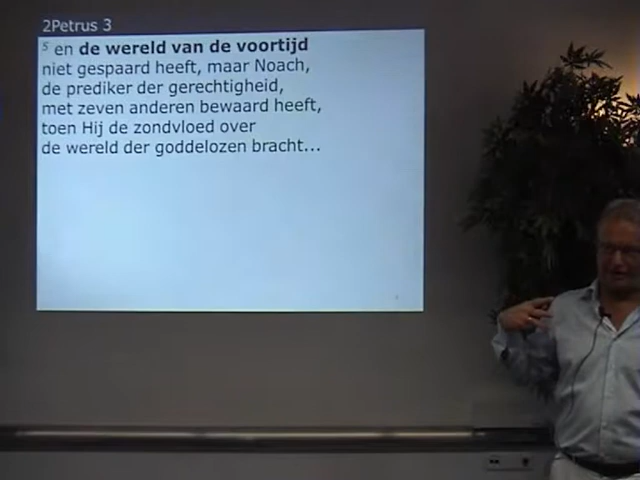 2Petrus 3
5 en de wereld van de voortijd
niet gespaard heeft, maar Noach,
de prediker der gerechtigheid,
met zeven anderen bewaard heeft,
toen Hij de zondvloed over
de wereld der goddelozen bracht...